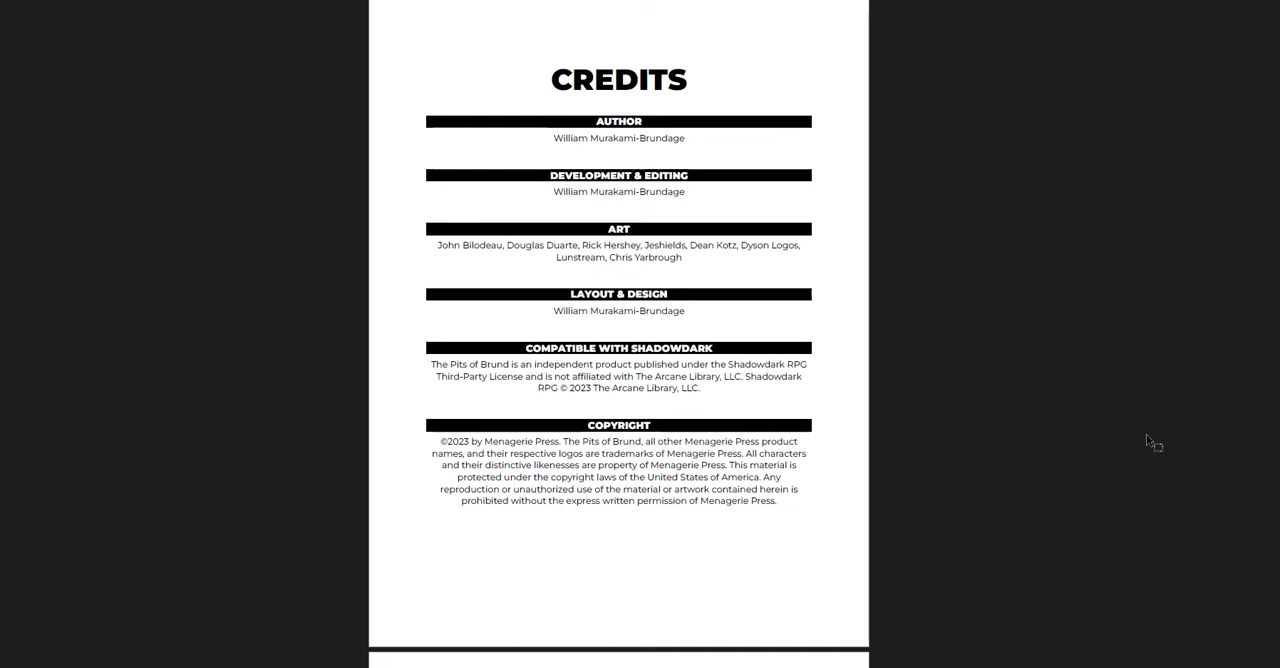 CREDITS
AUTHOR
William Murakami-Brundage
DEVELOPMENT & EDITING
William Murakami-Brundage
ART
John Bilodeau, Douglas Duarte, Rick Hershey, Jeshields, Dean Kotz, Dyson Logos,
Lunstream, Chris Yarbrough
LAYOUT & DESIGN
William Murakami-Brundage
COMPATIBLE WITH SHADOWDARK
The Pits of Brund is an independent product published under the Shadowdark RPG
Third-Party License and is not affiliated with The Arcane Library, LLC. Shadowdark
RPG © 2023 The Arcane Library, LLC.
COPYRIGHT
©2023 by Menagerie Press. The Pits of Brund, all other Menagerie Press product
names, and their respective logos are trademarks of Menagerie Press. All characters
and their distinctive likenesses are property of Menagerie Press. This material is
protected under the copyright laws of the United States of America. Any
reproduction or unauthorized use of the material or artwork contained herein is
prohibited without the express written permission of Menagerie Press.